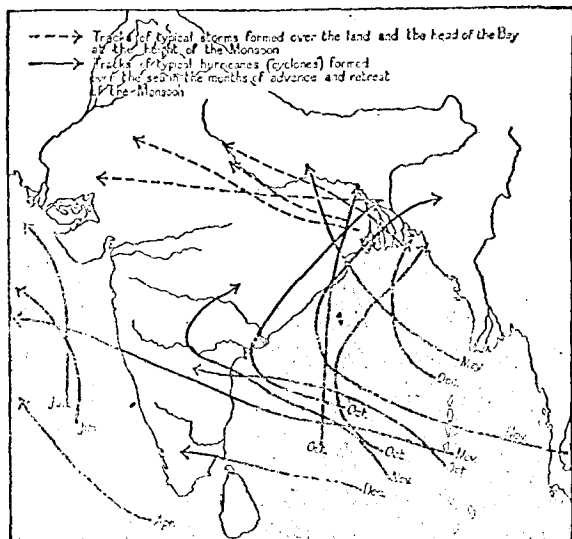 Tracks of typical storms formed over the land and the head of the Bay
at the height of the Monsoon
Tracks of typical hurricanes (cyclones) formed
over the sea in the months of advance and retreat
of the Monsoon
Nov.
Dec.
Jun.
Jun.
Oct.
Nov.
Oct.
Oct.
Nov.
Oct
Nov.
Dec.
Apr.